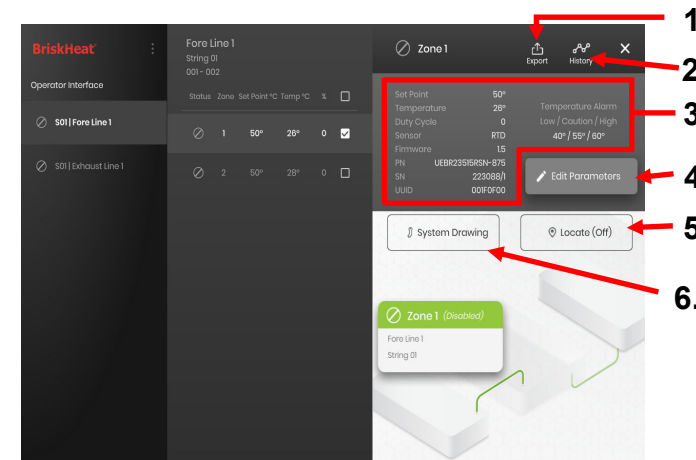 BriskHeat
Operator Interface
S01 | Fore Line 1
S01 | Exhaust Line 1
Fore Line 1
String 01
001 - 002
Status Zone Set Point °C Temp °C %
1 50° 26° 0
2 50° 28° 0
Zone 1
Export
History
Set Point 50°
Temperature 26°
Duty Cycle 0
Sensor RTD
Firmware 1.5
PN UEBR23515RSN-875
SN 223088/1
UUID 001F0F00
Temperature Alarm
Low / Caution / High
40° / 55° / 60°
Edit Parameters
System Drawing
Locate (Off)
Zone 1 (Disabled)
Fore Line 1
String 01
1
2
3
4
5
6.